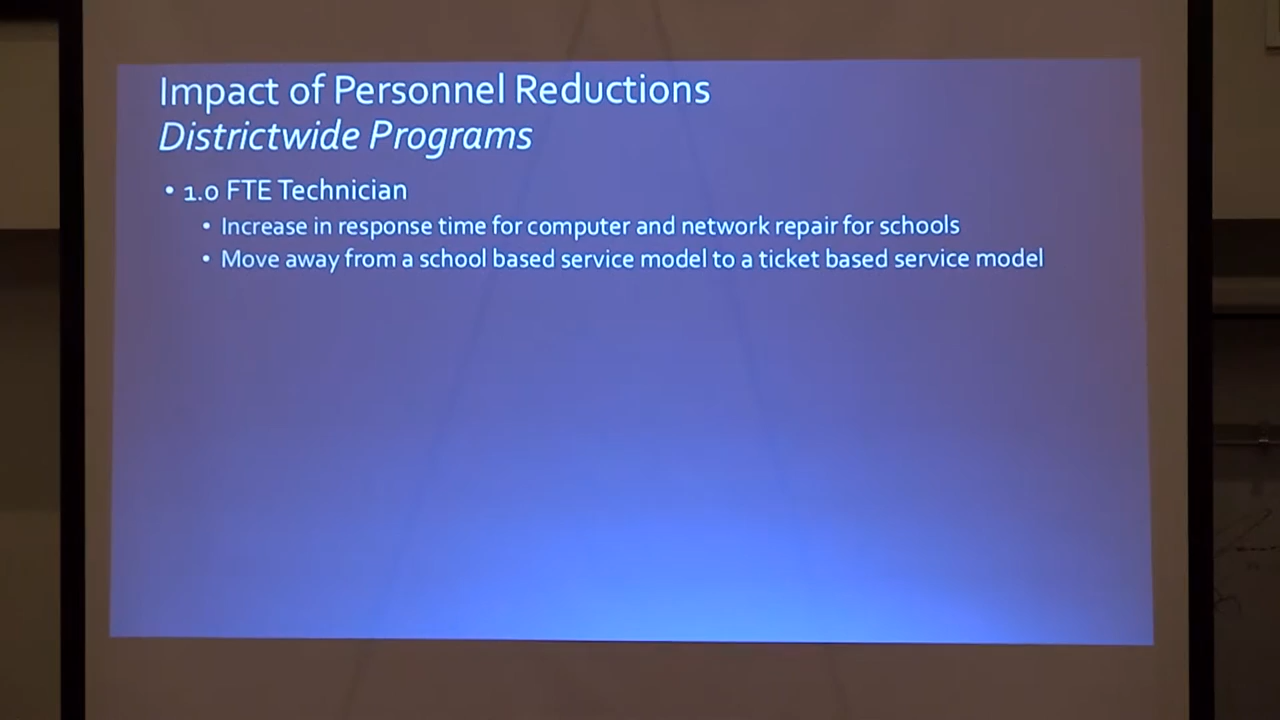 Impact of Personnel Reductions
Districtwide Programs
• 1.0 FTE Technician
• Increase in response time for computer and network repair for schools
• Move away from a school based service model to a ticket based service model